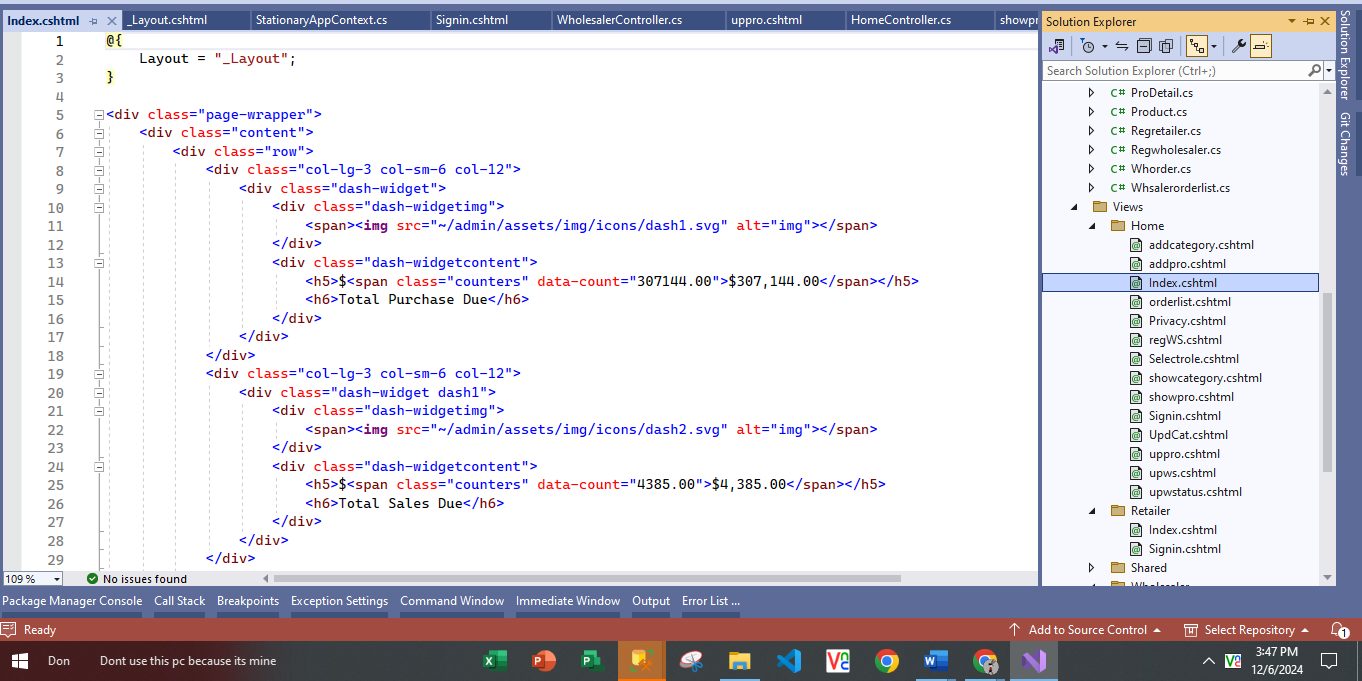 Index.cshtml
_Layout.cshtml
StationaryAppContext.cs
Signin.cshtml
WholesalerController.cs
uppro.cshtml
HomeController.cs
1 @{
2 Layout = "_Layout";
3 }
4
5 <div class="page-wrapper">
6 <div class="content">
7 <div class="row">
8 <div class="col-lg-3 col-sm-6 col-12">
9 <div class="dash-widget">
10 <div class="dash-widgetimg">
11 <span><img src="~/admin/assets/img/icons/dash1.svg" alt="img"></span>
12 </div>
13 <div class="dash-widgetcontent">
14 <h5>$<span class="counters" data-count="307144.00">$307,144.00</span></h5>
15 <h6>Total Purchase Due</h6>
16 </div>
17 </div>
18 </div>
19 <div class="col-lg-3 col-sm-6 col-12">
20 <div class="dash-widget dash1">
21 <div class="dash-widgetimg">
22 <span><img src="~/admin/assets/img/icons/dash2.svg" alt="img"></span>
23 </div>
24 <div class="dash-widgetcontent">
25 <h5>$<span class="counters" data-count="4385.00">$4,385.00</span></h5>
26 <h6>Total Sales Due</h6>
27 </div>
28 </div>
29 </div>
109 %
No issues found
Solution Explorer
Search Solution Explorer (Ctrl+;)
C# ProDetail.cs
C# Product.cs
C# Regretailer.cs
C# Regwholesaler.cs
C# Whorder.cs
C# Whsalerorderlist.cs
Views
Home
addcategory.cshtml
addpro.cshtml
Index.cshtml
orderlist.cshtml
Privacy.cshtml
regWS.cshtml
Selectrole.cshtml
showcategory.cshtml
showpro.cshtml
Signin.cshtml
UpdCat.cshtml
uppro.cshtml
upws.cshtml
upwstatus.cshtml
Retailer
Index.cshtml
Signin.cshtml
Shared
Solution Explorer
Git Changes
Package Manager Console
Call Stack
Breakpoints
Exception Settings
Command Window
Immediate Window
Output
Error List ...
Ready
Add to Source Control
Select Repository
1
Don
Dont use this pc because its mine
3:47 PM
12/6/2024